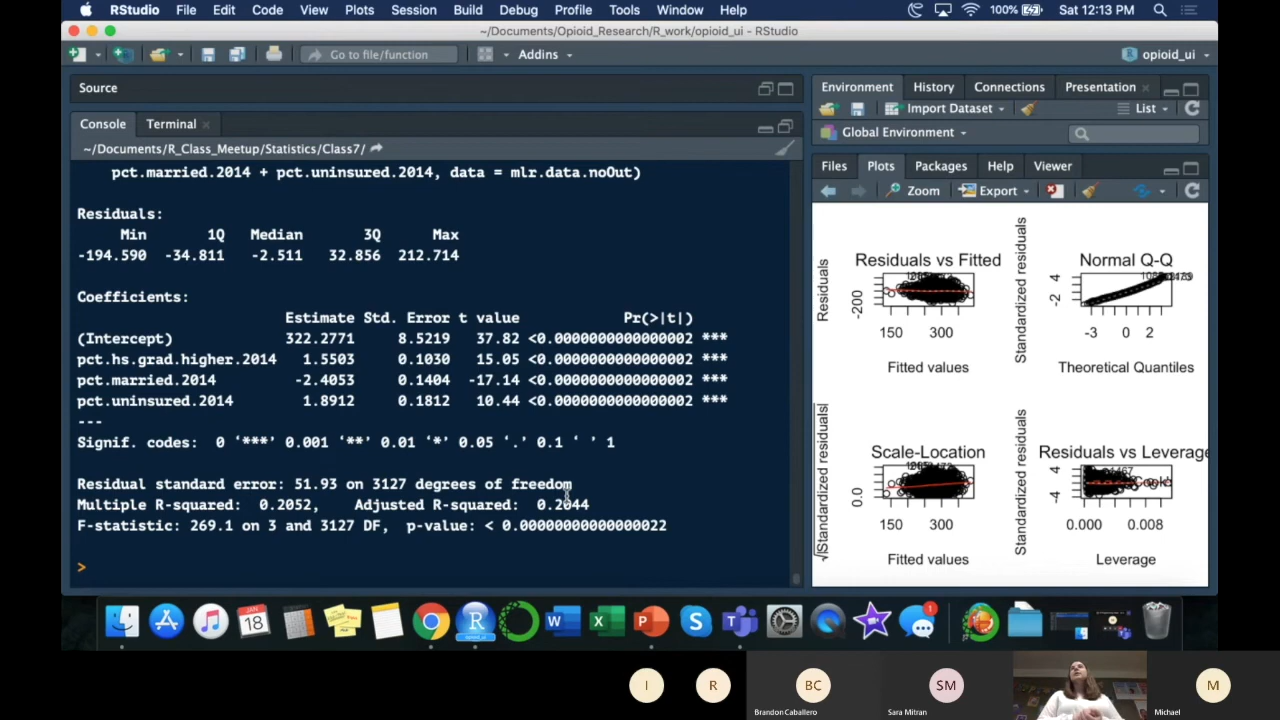 RStudio File Edit Code View Plots Session Build Debug Profile Tools Window Help 100% Sat 12:13 PM
~/Documents/Opioid_Research/R_work/opioid_ui - RStudio
Go to file/function Addins opioid_ui
Source
Console Terminal
~/Documents/R_Class_Meetup/Statistics/Class7/
pct.married.2014 + pct.uninsured.2014, data = mlr.data.noOut)
Residuals:
Min 1Q Median 3Q Max
-194.590 -34.811 -2.511 32.856 212.714
Coefficients:
Estimate Std. Error t value Pr(>|t|)
(Intercept) 322.2771 8.5219 37.82 <0.0000000000000002 ***
pct.hs.grad.higher.2014 1.5503 0.1030 15.05 <0.0000000000000002 ***
pct.married.2014 -2.4053 0.1404 -17.14 <0.0000000000000002 ***
pct.uninsured.2014 1.8912 0.1812 10.44 <0.0000000000000002 ***
---
Signif. codes: 0 ‘***’ 0.001 ‘**’ 0.01 ‘*’ 0.05 ‘.’ 0.1 ‘ ’ 1
Residual standard error: 51.93 on 3127 degrees of freedom
Multiple R-squared: 0.2052, Adjusted R-squared: 0.2044
F-statistic: 269.1 on 3 and 3127 DF, p-value: < 0.00000000000000022
>
Environment History Connections Presentation
Import Dataset List
Global Environment
Files Plots Packages Help Viewer
Zoom Export
Residuals vs Fitted
Residuals
-200
150 300
Fitted values
Normal Q-Q
Standardized residuals
-2 4
-3 0 2
Theoretical Quantiles
Scale-Location
√|Standardized residuals|
0.0
150 300
Fitted values
Residuals vs Leverage
Standardized residuals
-4 4
0.000 0.008
Leverage
JAN
18
R
opioid_ui
W
X
P
S
T
1
I
R
BC
Brandon Caballero
SM
Sara Mitran
M
Michael